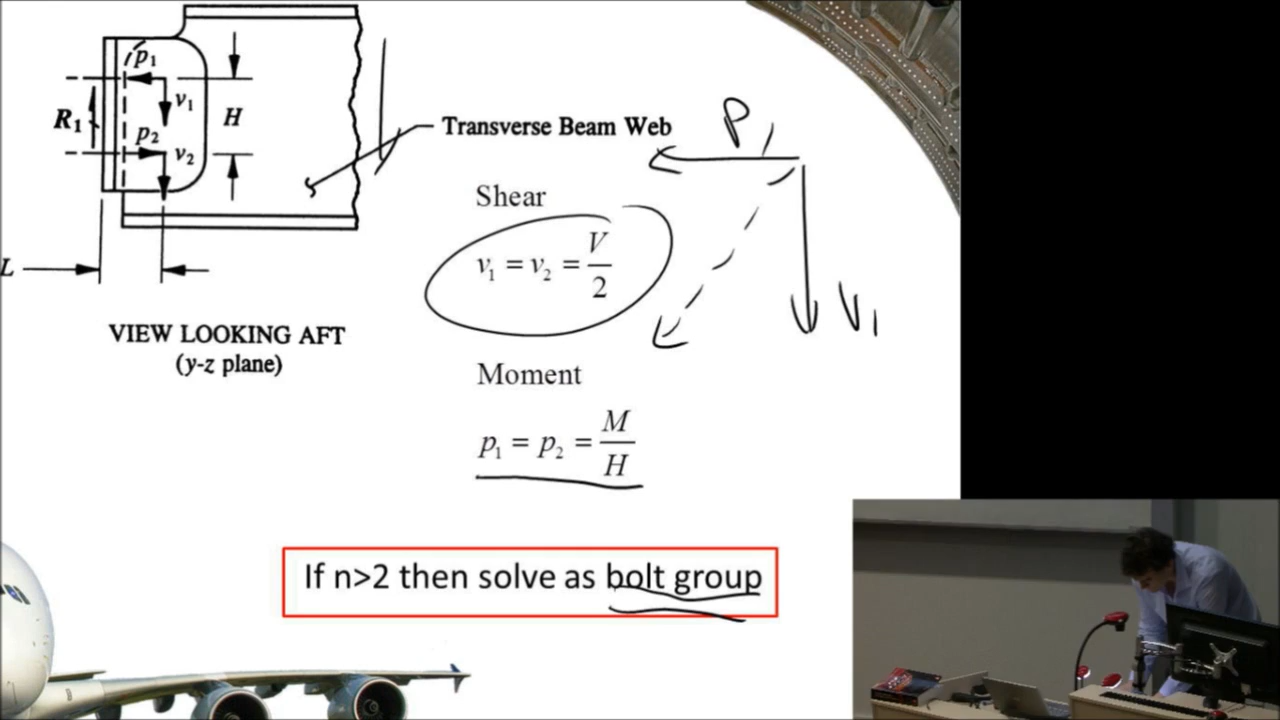 p₁
v₁
R₁
H
p₂
v₂
Transverse Beam Web
P₁
Shear
v₁ = v₂ = V/2
V₁
L
VIEW LOOKING AFT
(y-z plane)
Moment
p₁ = p₂ = M/H
If n>2 then solve as bolt group